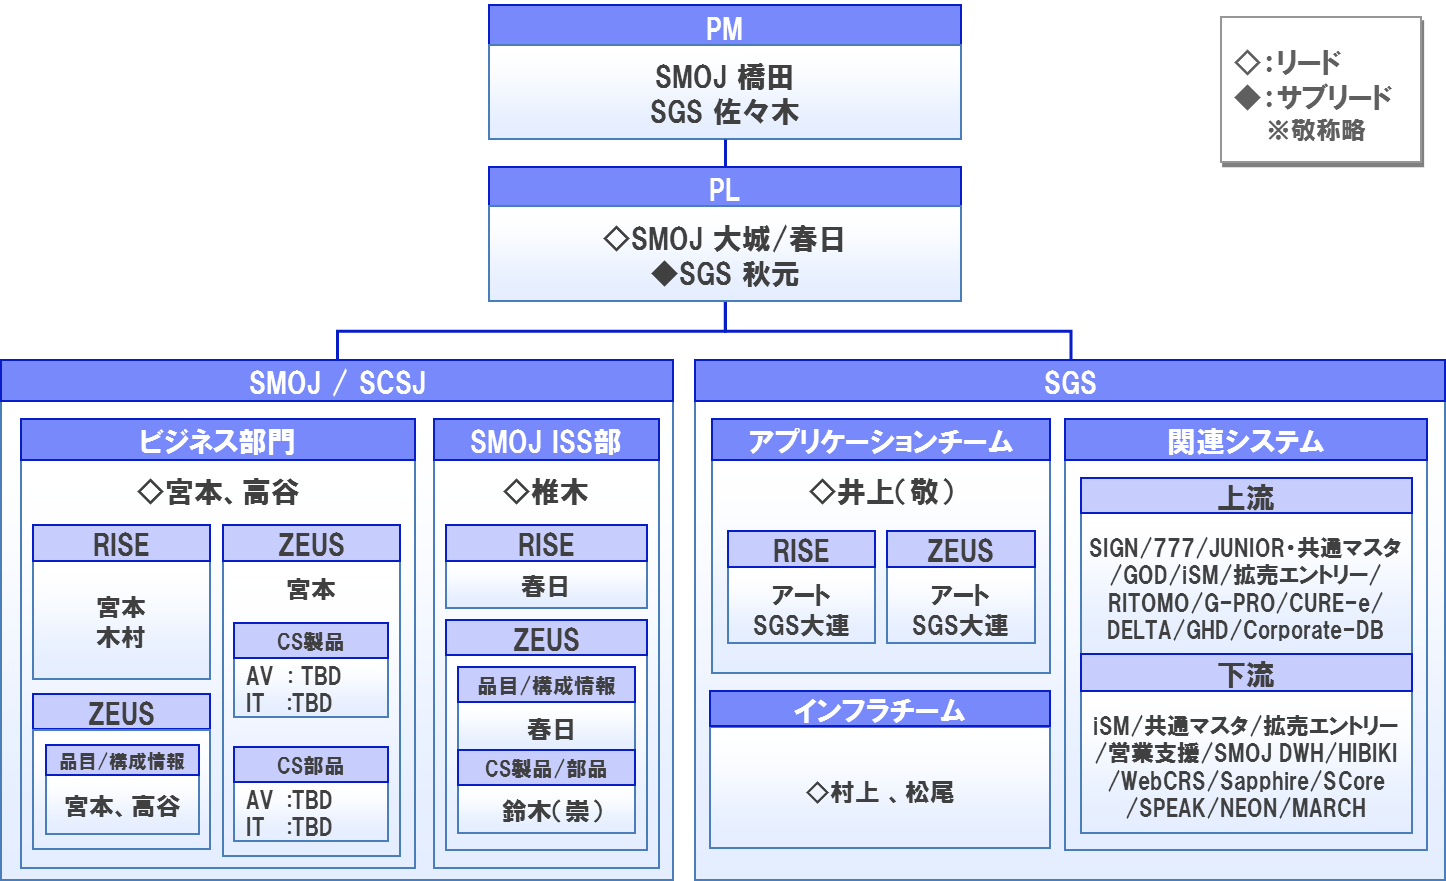 PM
SMOJ 橋田
SGS 佐々木
◇：リード
◆：サブリード
※敬称略
PL
◇SMOJ 大城/春日
◆SGS 秋元
SMOJ / SCSJ
ビジネス部門
◇宮本、高谷
RISE
宮本
木村
ZEUS
品目/構成情報
宮本、高谷
ZEUS
宮本
CS製品
AV ：TBD
IT ：TBD
CS部品
AV ：TBD
IT ：TBD
SMOJ ISS部
◇椎木
RISE
春日
ZEUS
品目/構成情報
春日
CS製品/部品
鈴木（崇）
SGS
アプリケーションチーム
◇井上（敬）
RISE
アート
SGS大連
ZEUS
アート
SGS大連
インフラチーム
◇村上 、松尾
関連システム
上流
SIGN/777/JUNIOR・共通マスタ
/GOD/iSM/拡売エントリー/
RITOMO/G-PRO/CURE-e/
DELTA/GHD/Corporate-DB
下流
iSM/共通マスタ/拡売エントリー
/営業支援/SMOJ DWH/HIBIKI
/WebCRS/Sapphire/SCore
/SPEAK/NEON/MARCH